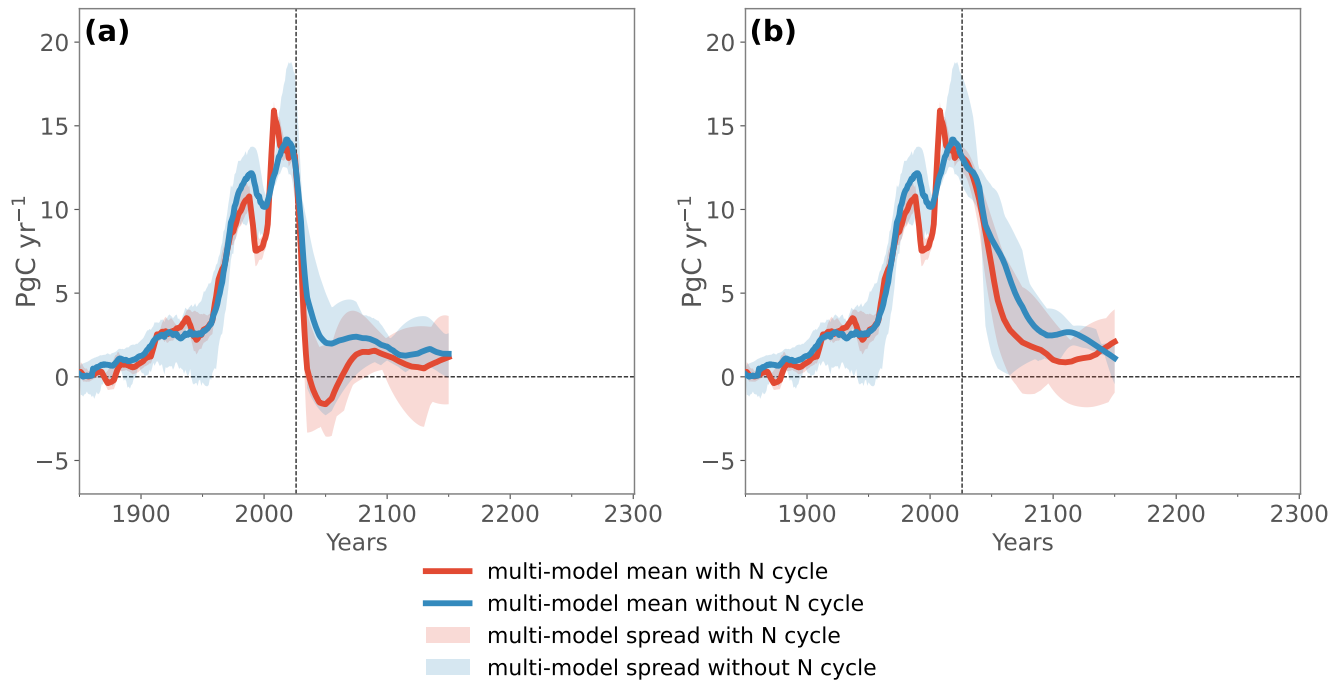 (a)
20
15
10
5
0
−5
PgC yr⁻¹
1900 2000 2100 2200 2300
Years
(b)
20
15
10
5
0
−5
PgC yr⁻¹
1900 2000 2100 2200 2300
Years
multi-model mean with N cycle
multi-model mean without N cycle
multi-model spread with N cycle
multi-model spread without N cycle